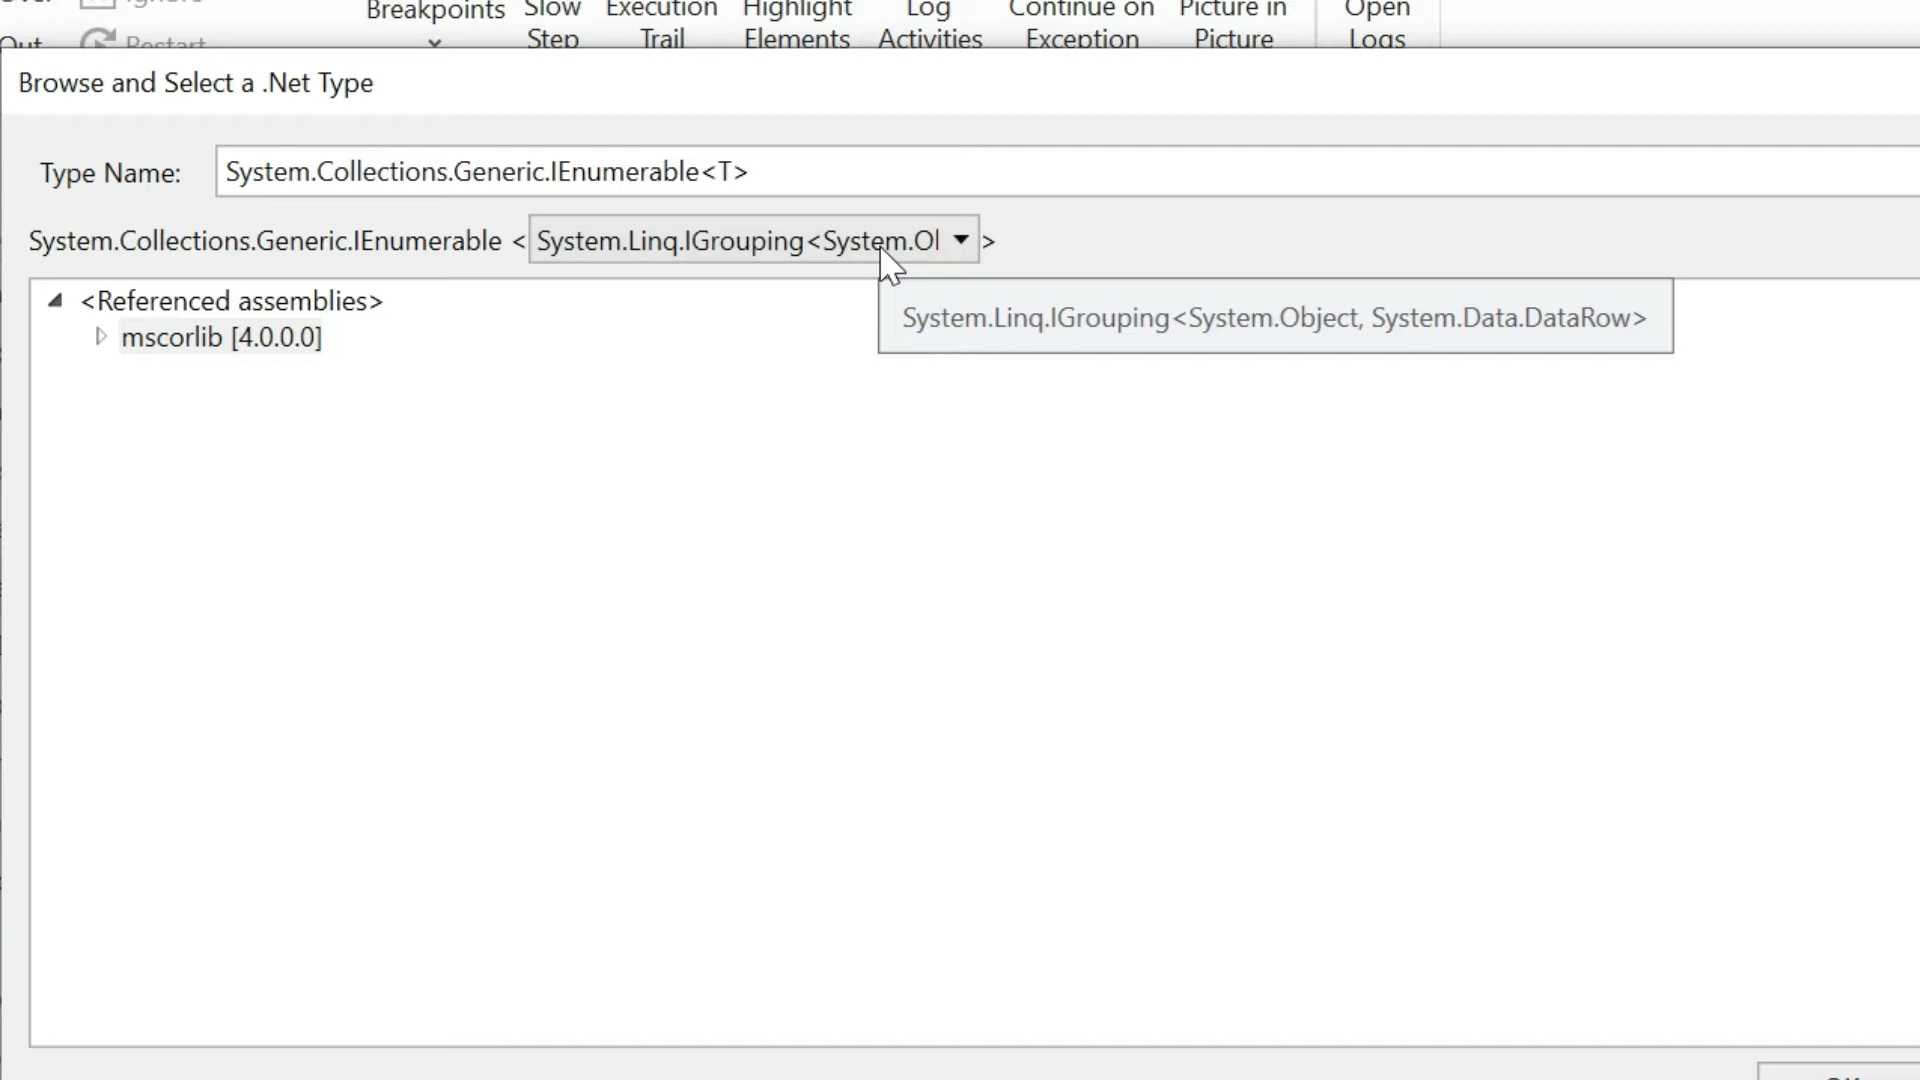 Breakpoints Slow Execution Highlight Log Continue on Picture in Open
Out Restart Step Trail Elements Activities Exception Picture Logs
Browse and Select a .Net Type
Type Name: System.Collections.Generic.IEnumerable<T>
System.Collections.Generic.IEnumerable < System.Linq.IGrouping<System.Ol >
<Referenced assemblies>
System.Linq.IGrouping<System.Object, System.Data.DataRow>
mscorlib [4.0.0.0]